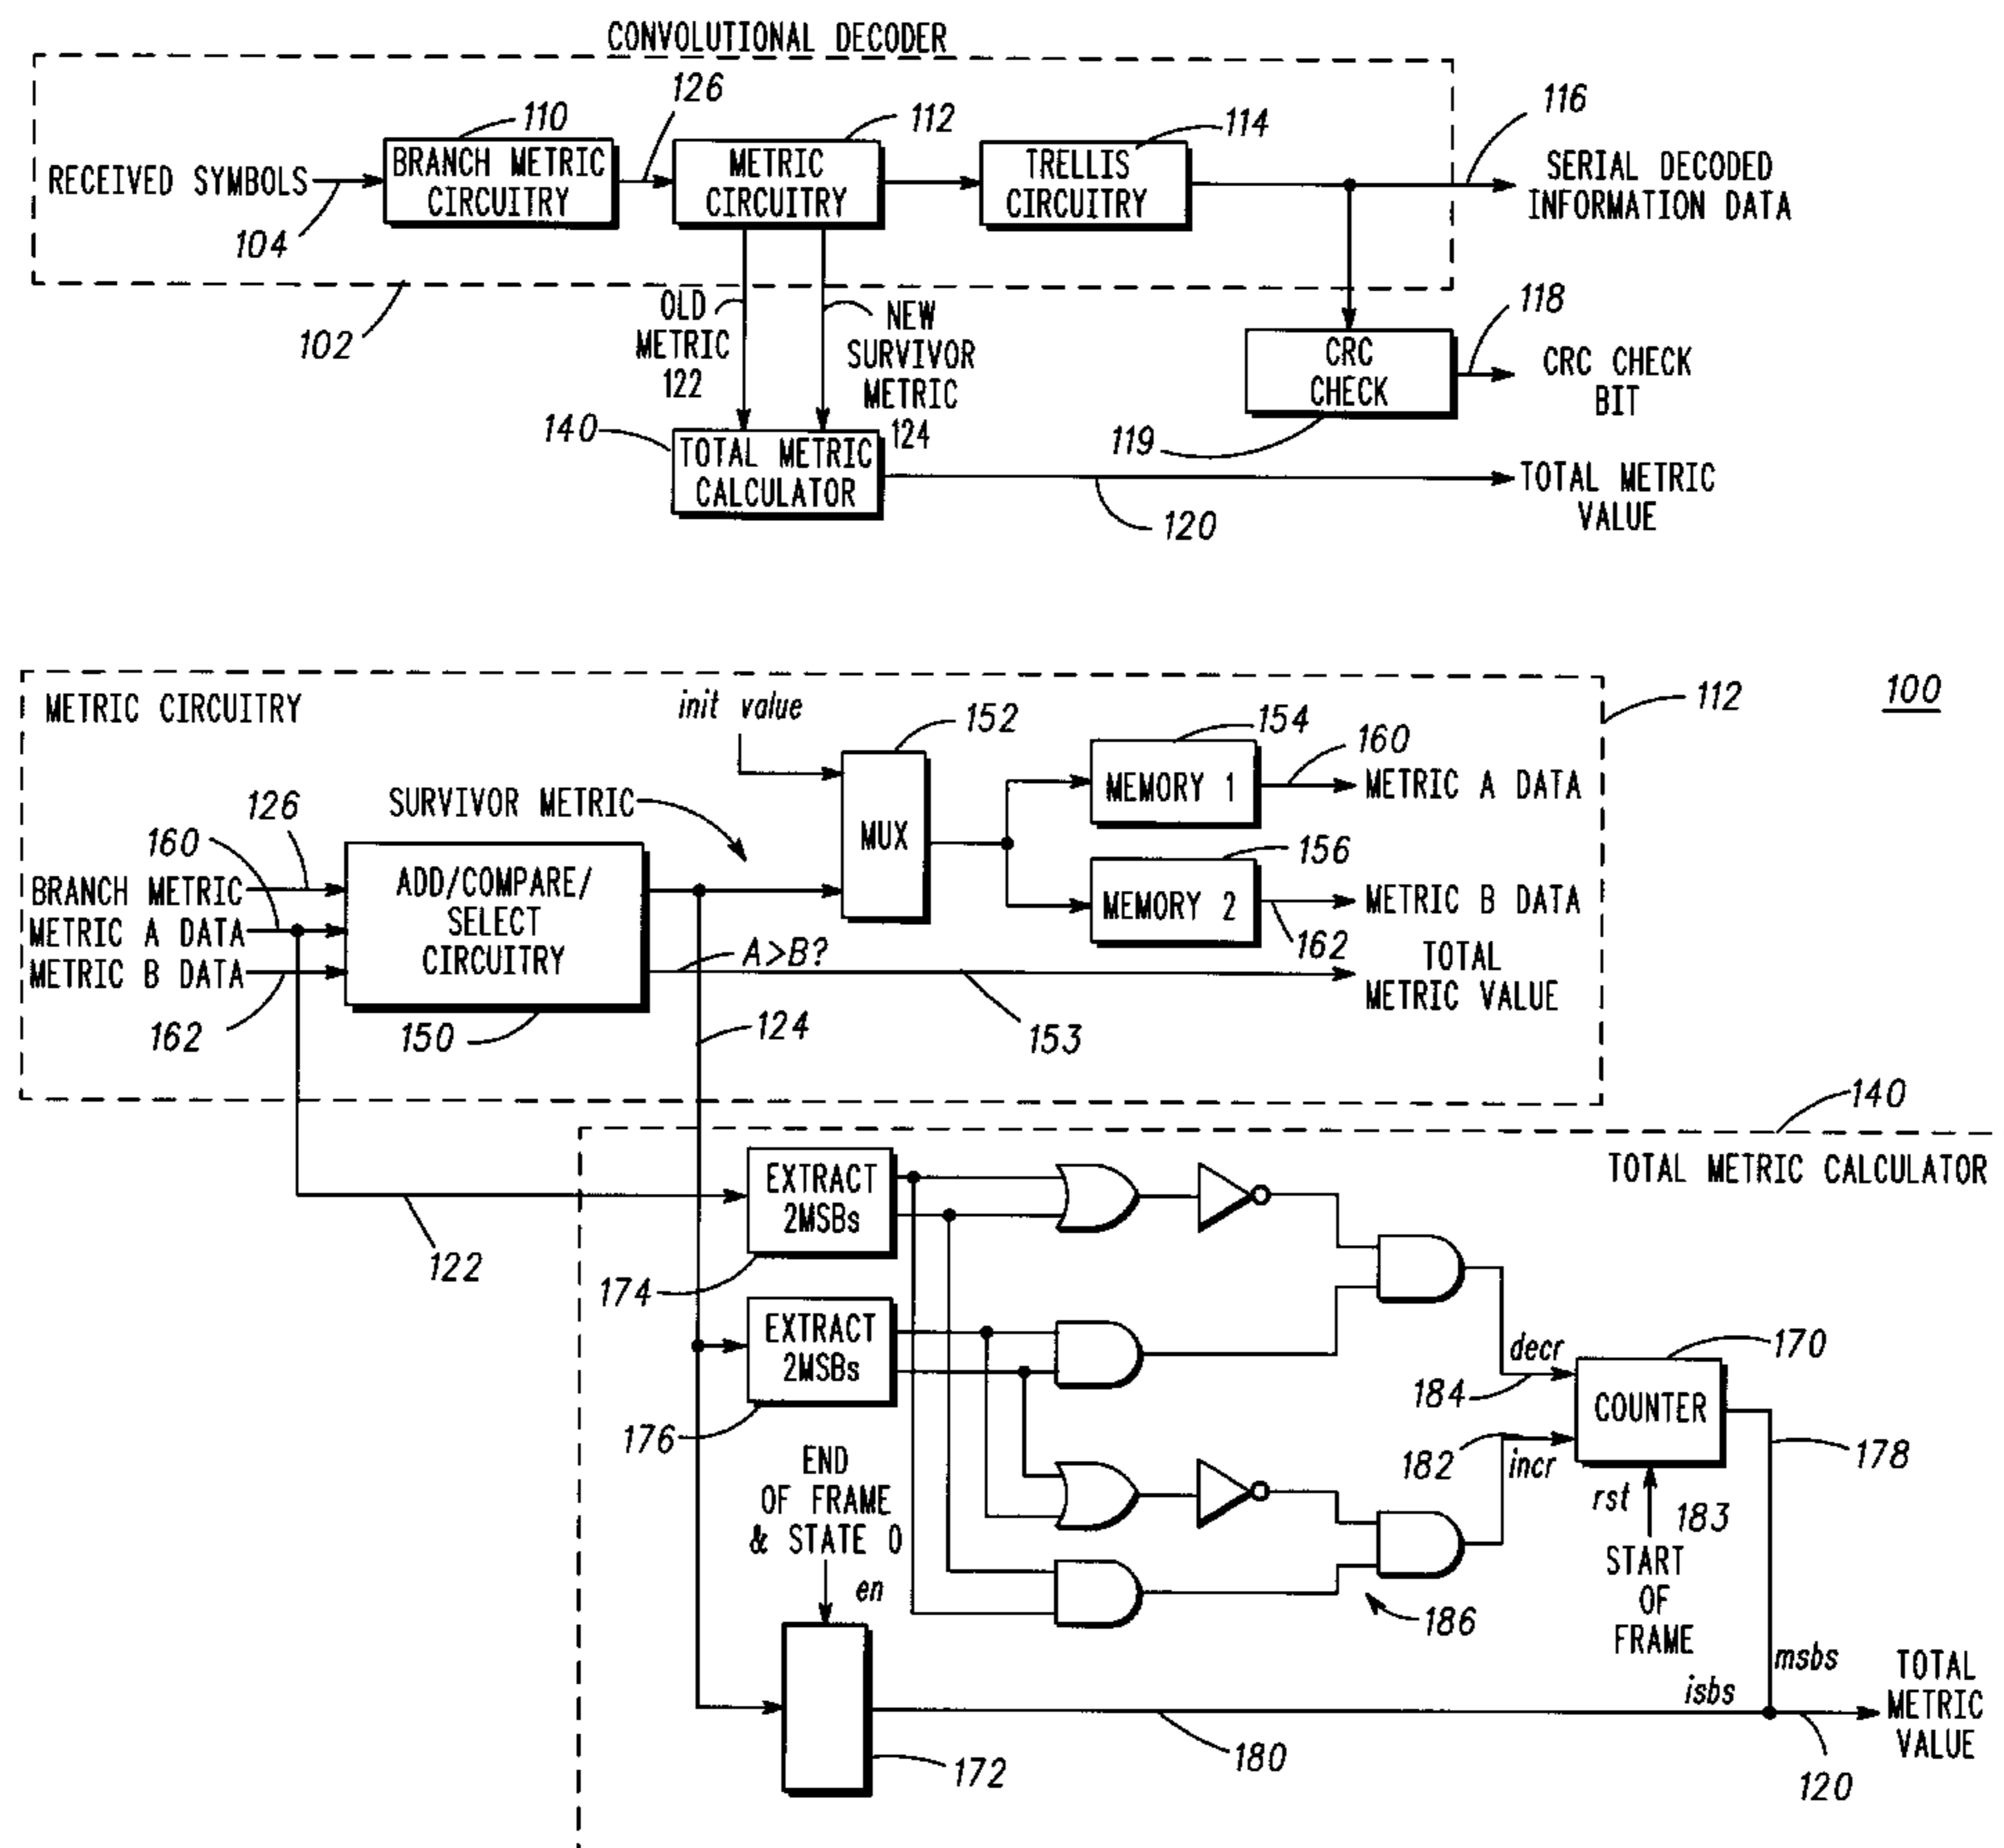 CONVOLUTIONAL DECODER
126
110
112
114
116
RECEIVED SYMBOLS
BRANCH METRIC
CIRCUITRY
METRIC
CIRCUITRY
TRELLIS
CIRCUITRY
SERIAL DECODED
INFORMATION DATA
104
102
OLD
METRIC
122
NEW
SURVIVOR
METRIC
124
118
CRC
CHECK
CRC CHECK
BIT
119
140
TOTAL METRIC
CALCULATOR
120
TOTAL METRIC
VALUE
METRIC CIRCUITRY
init value
152
154
160
112
100
MEMORY 1
METRIC A DATA
SURVIVOR METRIC
126
160
MUX
156
BRANCH METRIC
METRIC A DATA
METRIC B DATA
ADD/COMPARE/
SELECT
CIRCUITRY
MEMORY 2
METRIC B DATA
162
A>B?
TOTAL
METRIC VALUE
162
150
124
153
140
TOTAL METRIC CALCULATOR
EXTRACT
2MSBs
122
174
EXTRACT
2MSBs
176
decr
184
170
COUNTER
182
incr
178
rst
183
START
OF
FRAME
END
OF FRAME
& STATE 0
en
186
msbs
isbs
TOTAL
METRIC
VALUE
180
172
120